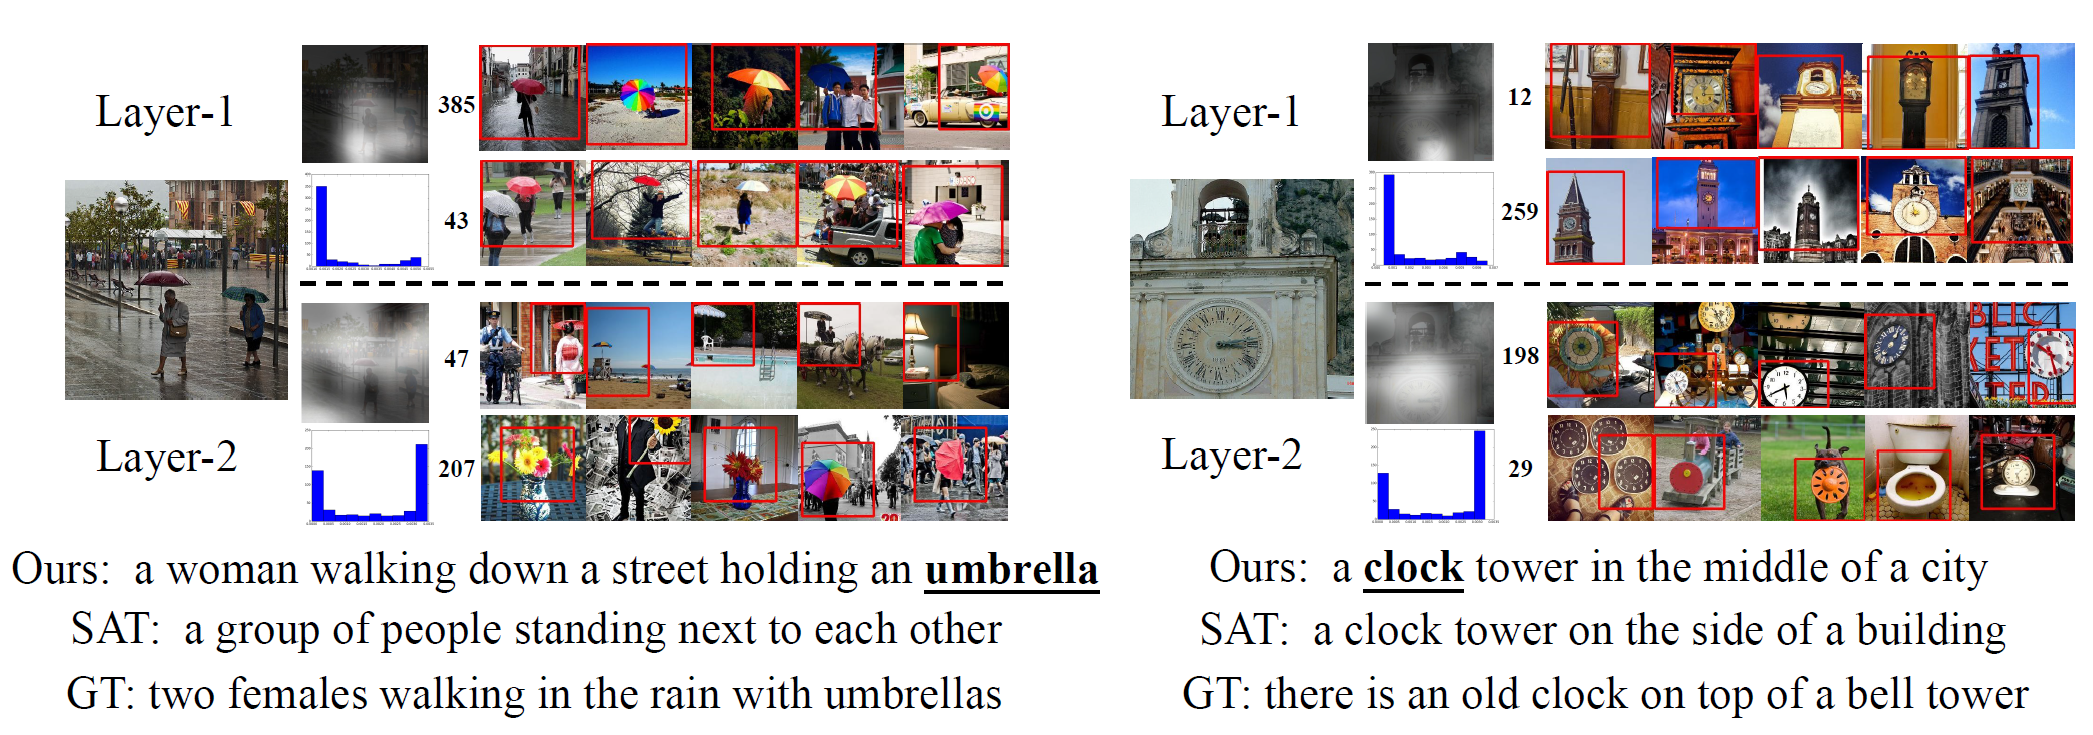 Layer-1
385
43
Layer-2
47
207
Ours: a woman walking down a street holding an umbrella
SAT: a group of people standing next to each other
GT: two females walking in the rain with umbrellas
Layer-1
12
259
Layer-2
198
BLIC
KET
TER
29
Ours: a clock tower in the middle of a city
SAT: a clock tower on the side of a building
GT: there is an old clock on top of a bell tower